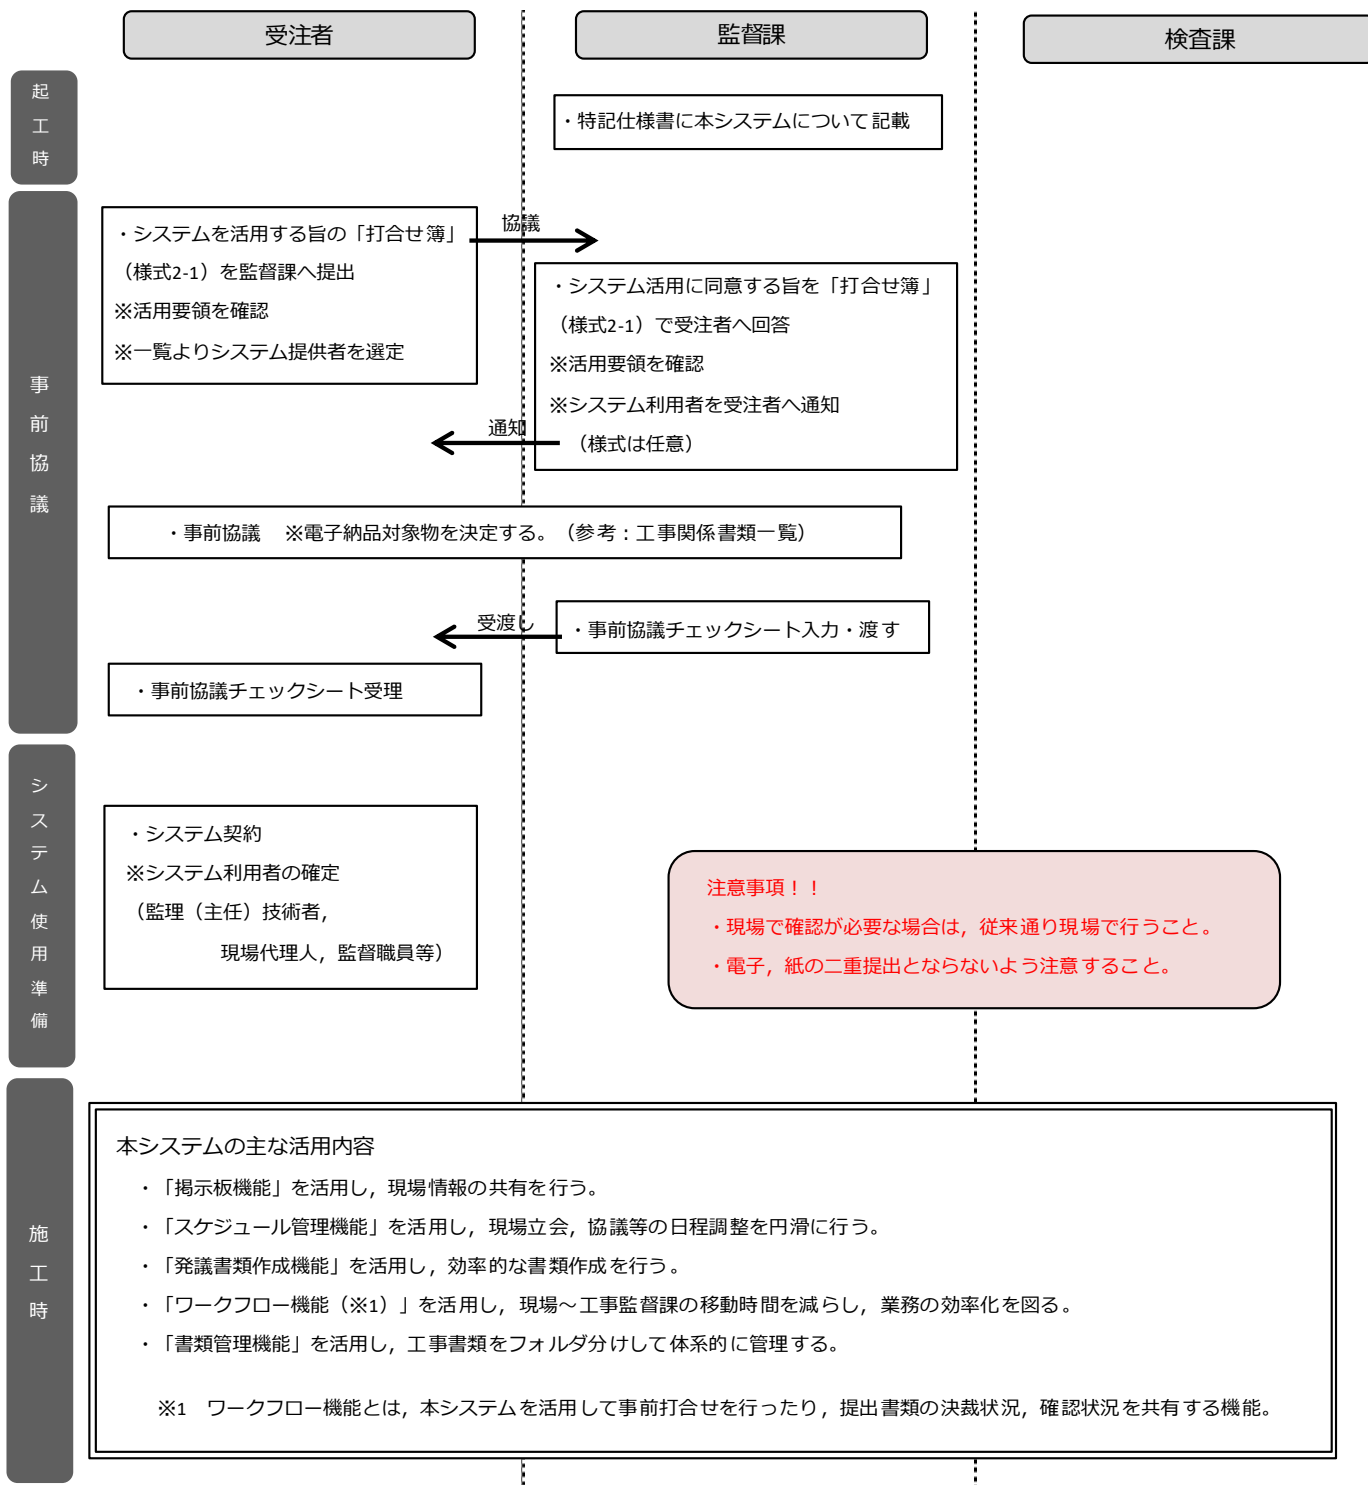 受注者
監督課
検査課
起工時
・特記仕様書に本システムについて記載
事前協議
・システムを活用する旨の「打合せ簿」
（様式2-1）を監督課へ提出
※活用要領を確認
※一覧よりシステム提供者を選定
協議
・システム活用に同意する旨を「打合せ簿」
（様式2-1）で受注者へ回答
※活用要領を確認
※システム利用者を受注者へ通知
（様式は任意）
通知
・事前協議　※電子納品対象物を決定する。（参考：工事関係書類一覧）
受渡し
・事前協議チェックシート入力・渡す
・事前協議チェックシート受理
システム使用準備
・システム契約
※システム利用者の確定
（監理（主任）技術者，
現場代理人，監督職員等）
注意事項！！
・現場で確認が必要な場合は，従来通り現場で行うこと。
・電子，紙の二重提出とならないよう注意すること。
施工時
本システムの主な活用内容
・「掲示板機能」を活用し，現場情報の共有を行う。
・「スケジュール管理機能」を活用し，現場立会，協議等の日程調整を円滑に行う。
・「発議書類作成機能」を活用し，効率的な書類作成を行う。
・「ワークフロー機能（※1）」を活用し，現場～工事監督課の移動時間を減らし，業務の効率化を図る。
・「書類管理機能」を活用し，工事書類をフォルダ分けして体系的に管理する。
※1　ワークフロー機能とは，本システムを活用して事前打合せを行ったり，提出書類の決裁状況，確認状況を共有する機能。